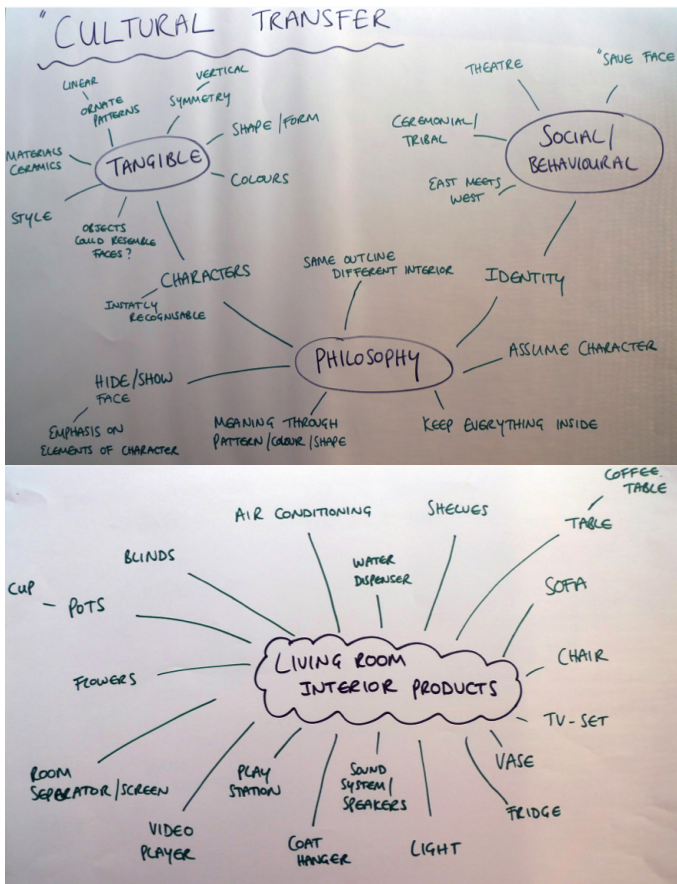 "CULTURAL TRANSFER
LINEAR
ORNATE
PATTERNS
VERTICAL
SYMMETRY
SHAPE/FORM
MATERIALS
CERAMICS
TANGIBLE
COLOURS
STYLE
OBJECTS
COULD RESEMBLE
FACES?
CHARACTERS
INSTATLY
RECOGNISABLE
THEATRE
"SAVE FACE
CEREMONIAL/
TRIBAL
SOCIAL/
BEHAVIOURAL
EAST MEETS
WEST
IDENTITY
SAME OUTLINE
DIFFERENT INTERIOR
PHILOSOPHY
ASSUME CHARACTER
HIDE/SHOW
FACE
EMPHASIS ON
ELEMENTS OF CHARACTER
MEANING THROUGH
PATTERN/COLOUR/SHAPE
KEEP EVERYTHING INSIDE
COFFEE.
TABLE
AIR CONDITIONING
SHELVES
TABLE
BLINDS
WATER
DISPENSER
CUP
POTS
SOFA
LIVING ROOM
INTERIOR PRODUCTS
CHAIR
FLOWERS
TV-SET
VASE
ROOM
SEPERATOR/SCREEN
PLAY
STATION
SOUND
SYSTEM/
SPEAKERS
FRIDGE
VIDEO
PLAYER
COAT
HANGER
LIGHT